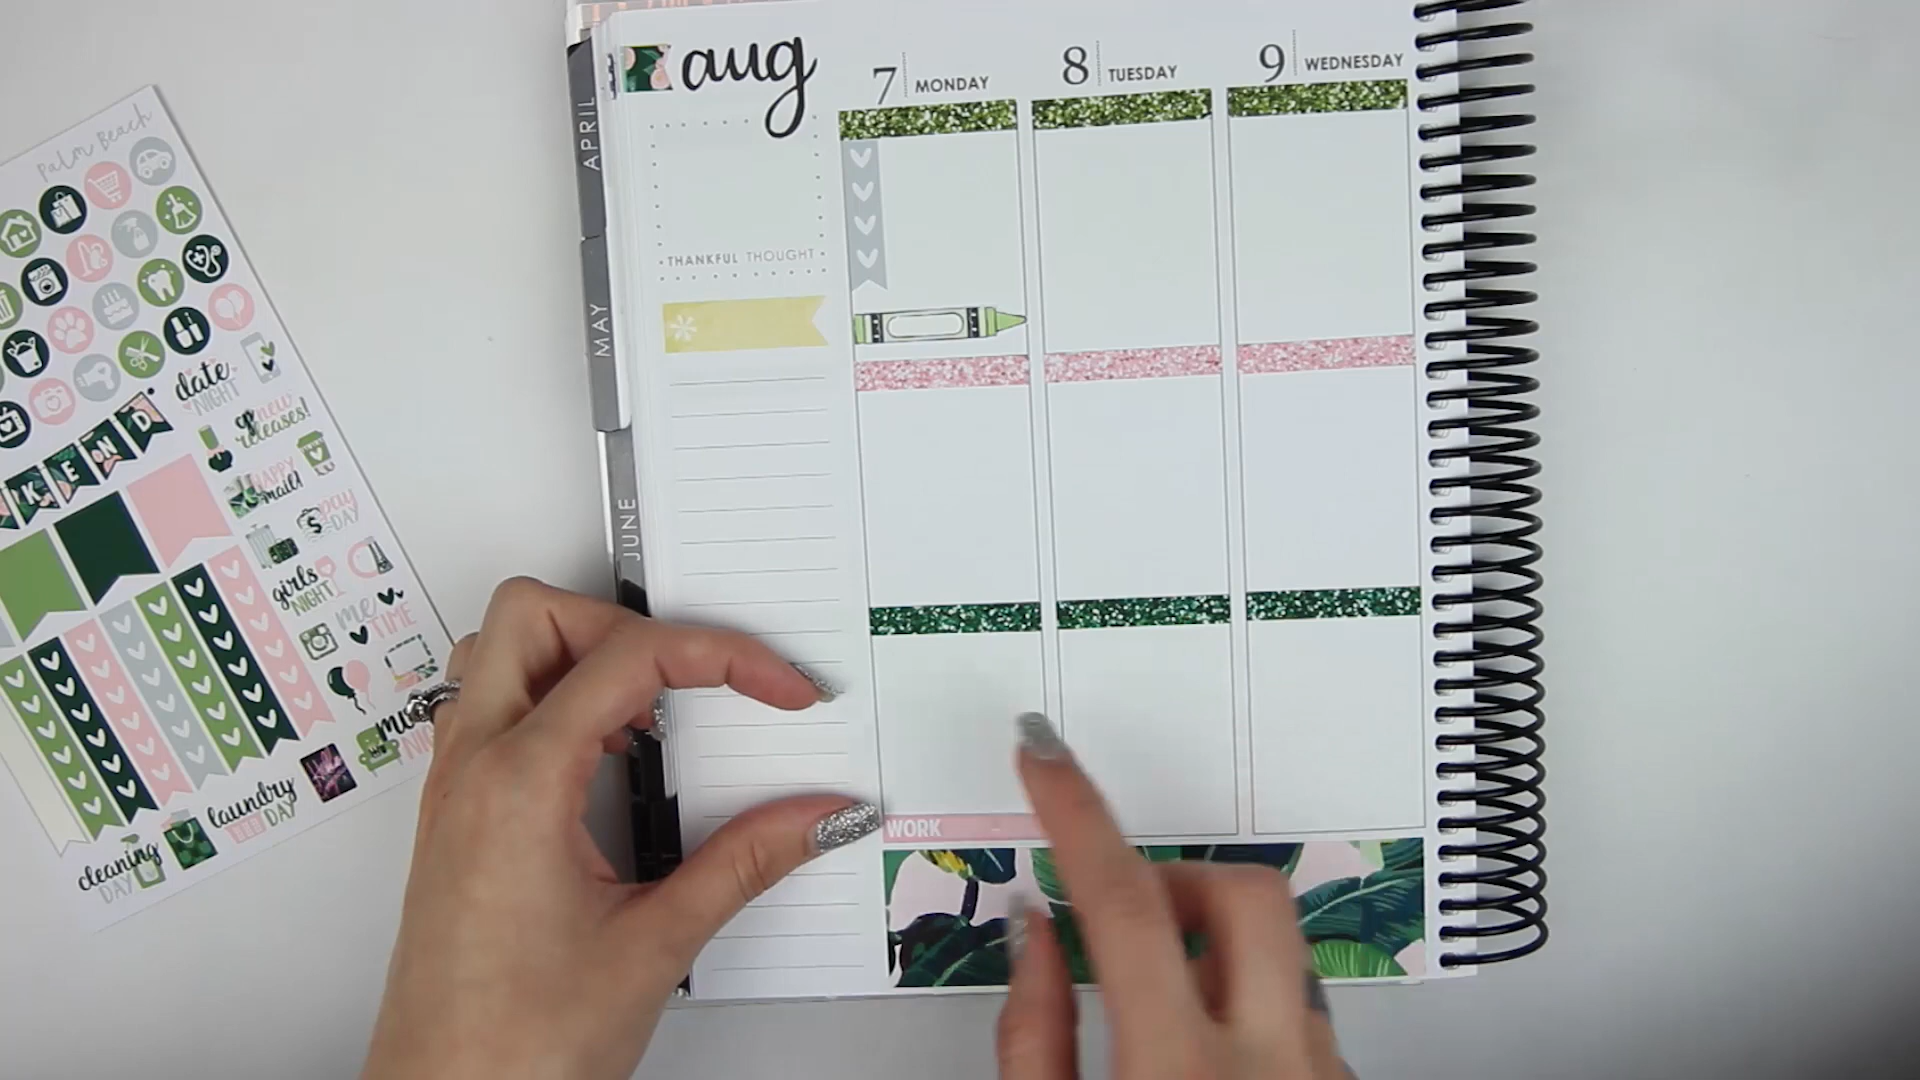 Palm Beach
date
NIGHT
new
releases!
KEND
HAPPY
mail!
pay
DAY
girls
NIGHT
me
TIME
laundry
DAY
cleaning
DAY
APRIL
MAY
JUNE
aug
THANKFUL THOUGHT
7 MONDAY
8 TUESDAY
9 WEDNESDAY
WORK